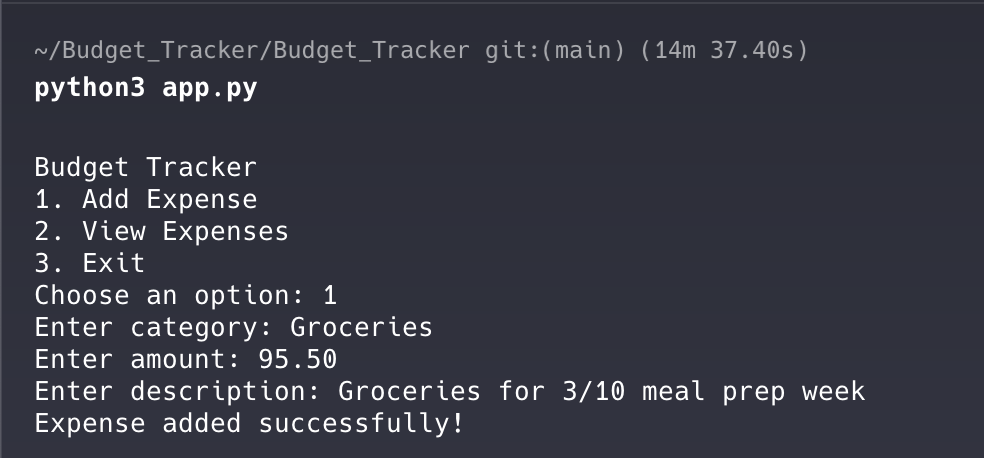 ~/Budget_Tracker/Budget_Tracker git:(main) (14m 37.40s)
python3 app.py
Budget Tracker
1. Add Expense
2. View Expenses
3. Exit
Choose an option: 1
Enter category: Groceries
Enter amount: 95.50
Enter description: Groceries for 3/10 meal prep week
Expense added successfully!